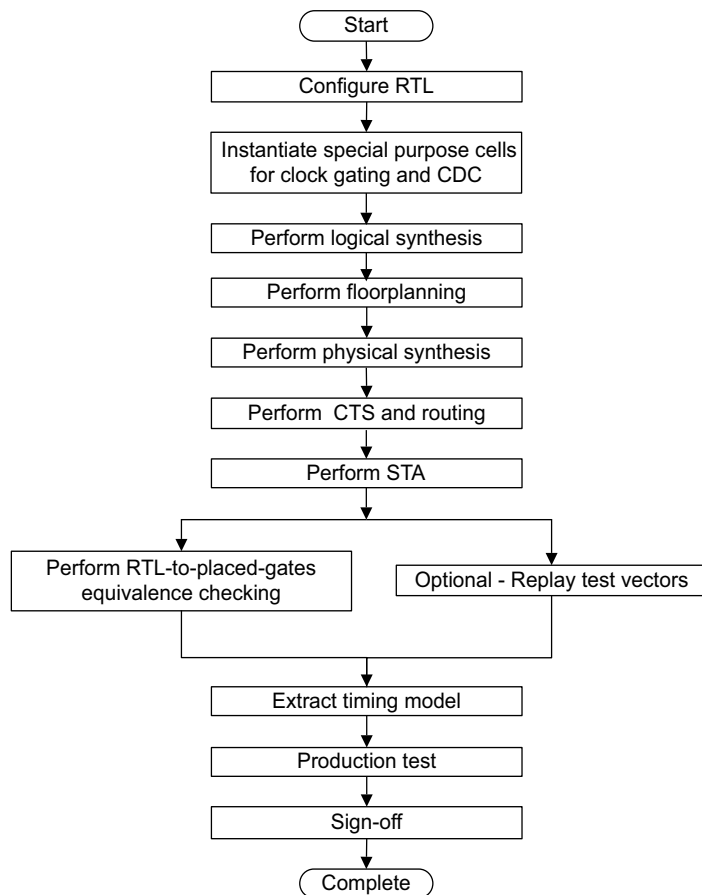 Start
Configure RTL
Instantiate special purpose cells
for clock gating and CDC
Perform logical synthesis
Perform floorplanning
Perform physical synthesis
Perform CTS and routing
Perform STA
Perform RTL-to-placed-gates
equivalence checking
Optional - Replay test vectors
Extract timing model
Production test
Sign-off
Complete